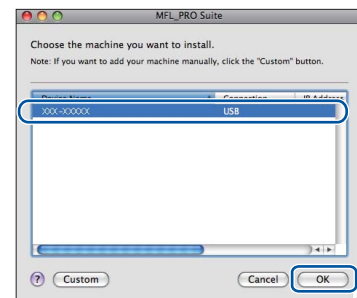 MFL_PRO Suite
Choose the machine you want to install.
Note: If you want to add your machine manually, click the "Custom" button.
Device Name Connection IP Address
XXX-XXXXX USB
? Custom Cancel OK